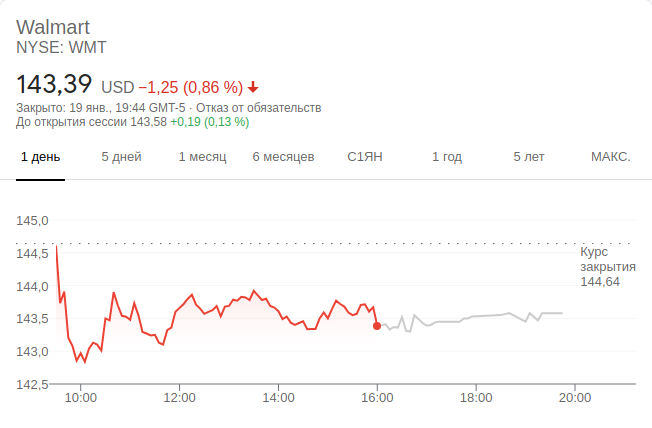 Walmart
NYSE: WMT
143,39 USD −1,25 (0,86 %)
Закрыто: 19 янв., 19:44 GMT-5 · Отказ от обязательств
До открытия сессии 143,58 +0,19 (0,13 %)
1 день 5 дней 1 месяц 6 месяцев С1ЯН 1 год 5 лет МАКС.
145,0
144,5
Курс
закрытия
144,64
144,0
143,5
143,0
142,5
10:00 12:00 14:00 16:00 18:00 20:00